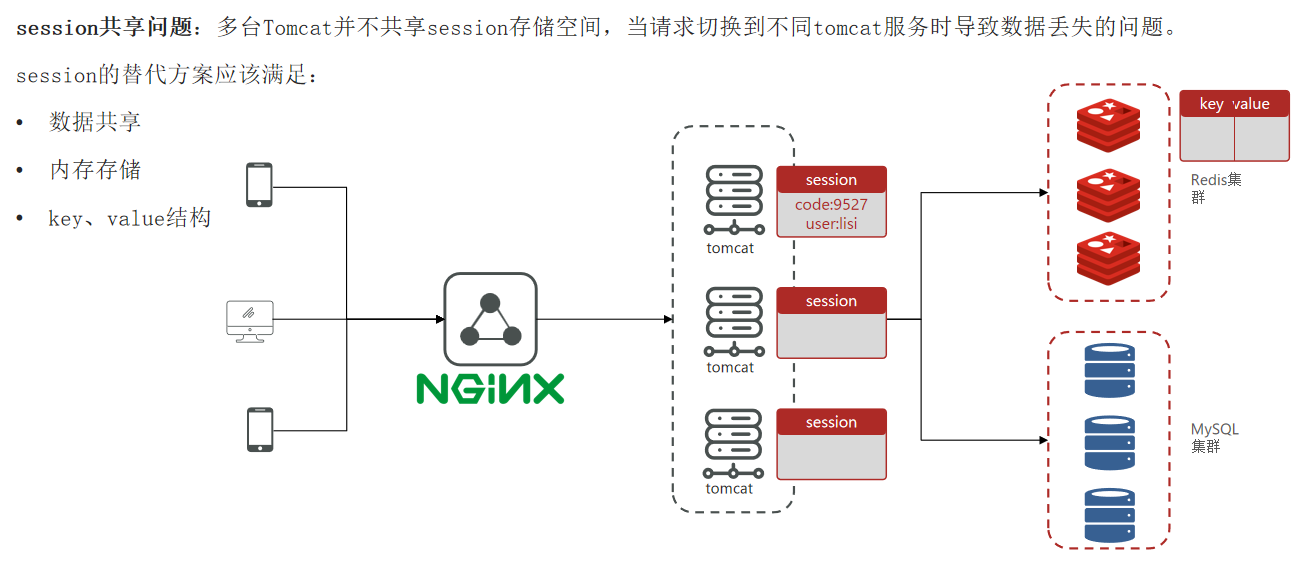 session共享问题：多台Tomcat并不共享session存储空间，当请求切换到不同tomcat服务时导致数据丢失的问题。
session的替代方案应该满足：
• 数据共享
• 内存存储
• key、value结构
NGINX
session
code:9527
user:lisi
tomcat
session
tomcat
session
tomcat
key value
Redis集
群
MySQL
集群